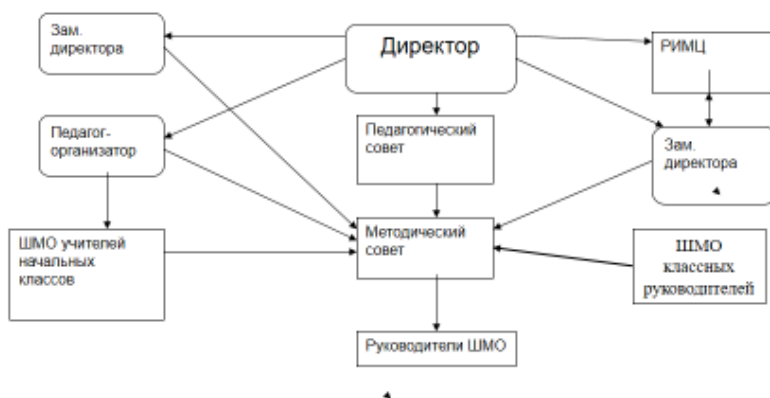 Зам.
директора
Директор
РИМЦ
Педагог-
организатор
Педагогический
совет
Зам.
директора
ШМО учителей
начальных
классов
Методический
совет
ШМО
классных
руководителей
Руководители ШМО